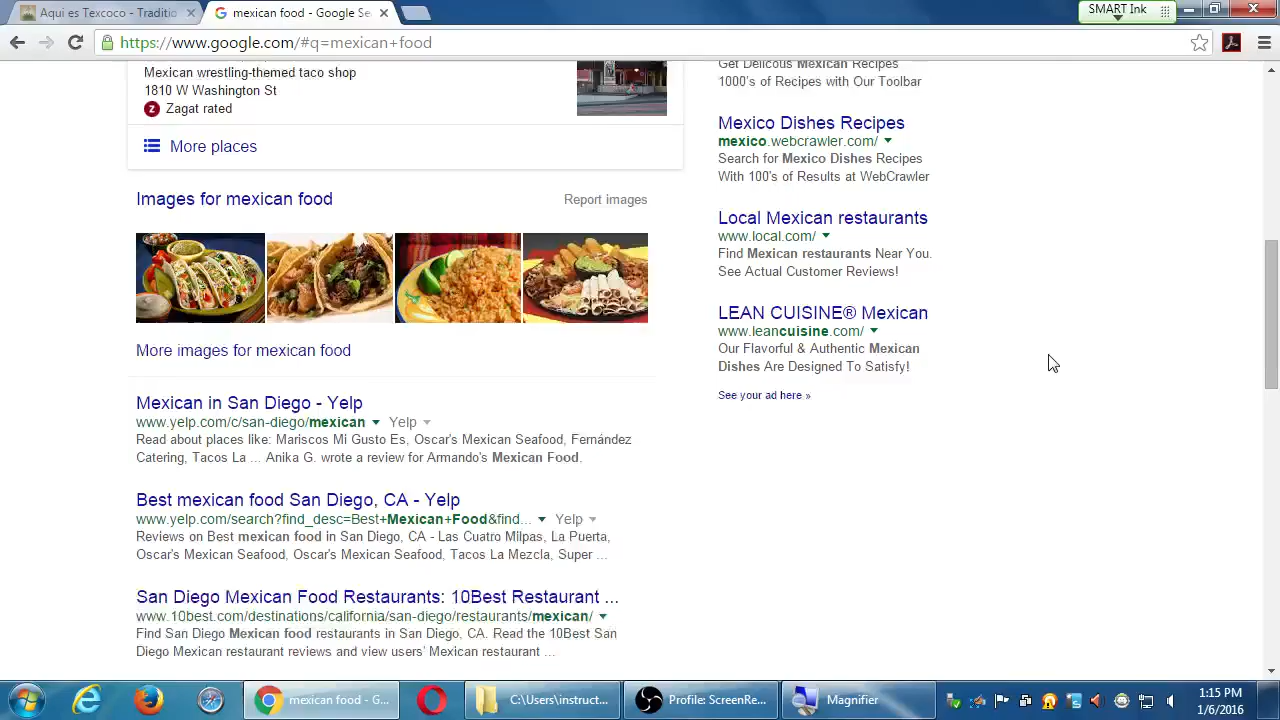 SMART Ink
Aqui es Texcoco - Traditio
mexican food - Google Se
https://www.google.com/#q=mexican+food
Mexican wrestling-themed taco shop
1810 W Washington St
Z Zagat rated
More places
Images for mexican food
Report images
More images for mexican food
Mexican in San Diego - Yelp
www.yelp.com/c/san-diego/mexican Yelp
Read about places like: Mariscos Mi Gusto Es, Oscar's Mexican Seafood, Fernández
Catering, Tacos La ... Anika G. wrote a review for Armando's Mexican Food.
Best mexican food San Diego, CA - Yelp
www.yelp.com/search?find_desc=Best+Mexican+Food&find... Yelp
Reviews on Best mexican food in San Diego, CA - Las Cuatro Milpas, La Puerta,
Oscar's Mexican Seafood, Oscar's Mexican Seafood, Tacos La Mezcla, Super ...
San Diego Mexican Food Restaurants: 10Best Restaurant ...
www.10best.com/destinations/california/san-diego/restaurants/mexican/
Find San Diego Mexican food restaurants in San Diego, CA. Read the 10Best San
Diego Mexican restaurant reviews and view users' Mexican restaurant ...
Get Delicous Mexican Recipes
1000's of Recipes with Our Toolbar
Mexico Dishes Recipes
mexico.webcrawler.com/
Search for Mexico Dishes Recipes
With 100's of Results at WebCrawler
Local Mexican restaurants
www.local.com/
Find Mexican restaurants Near You.
See Actual Customer Reviews!
LEAN CUISINE® Mexican
www.leancuisine.com/
Our Flavorful & Authentic Mexican
Dishes Are Designed To Satisfy!
See your ad here »
mexican food - G...
C:\Users\instruct...
Profile: ScreenRe...
Magnifier
1:15 PM
1/6/2016